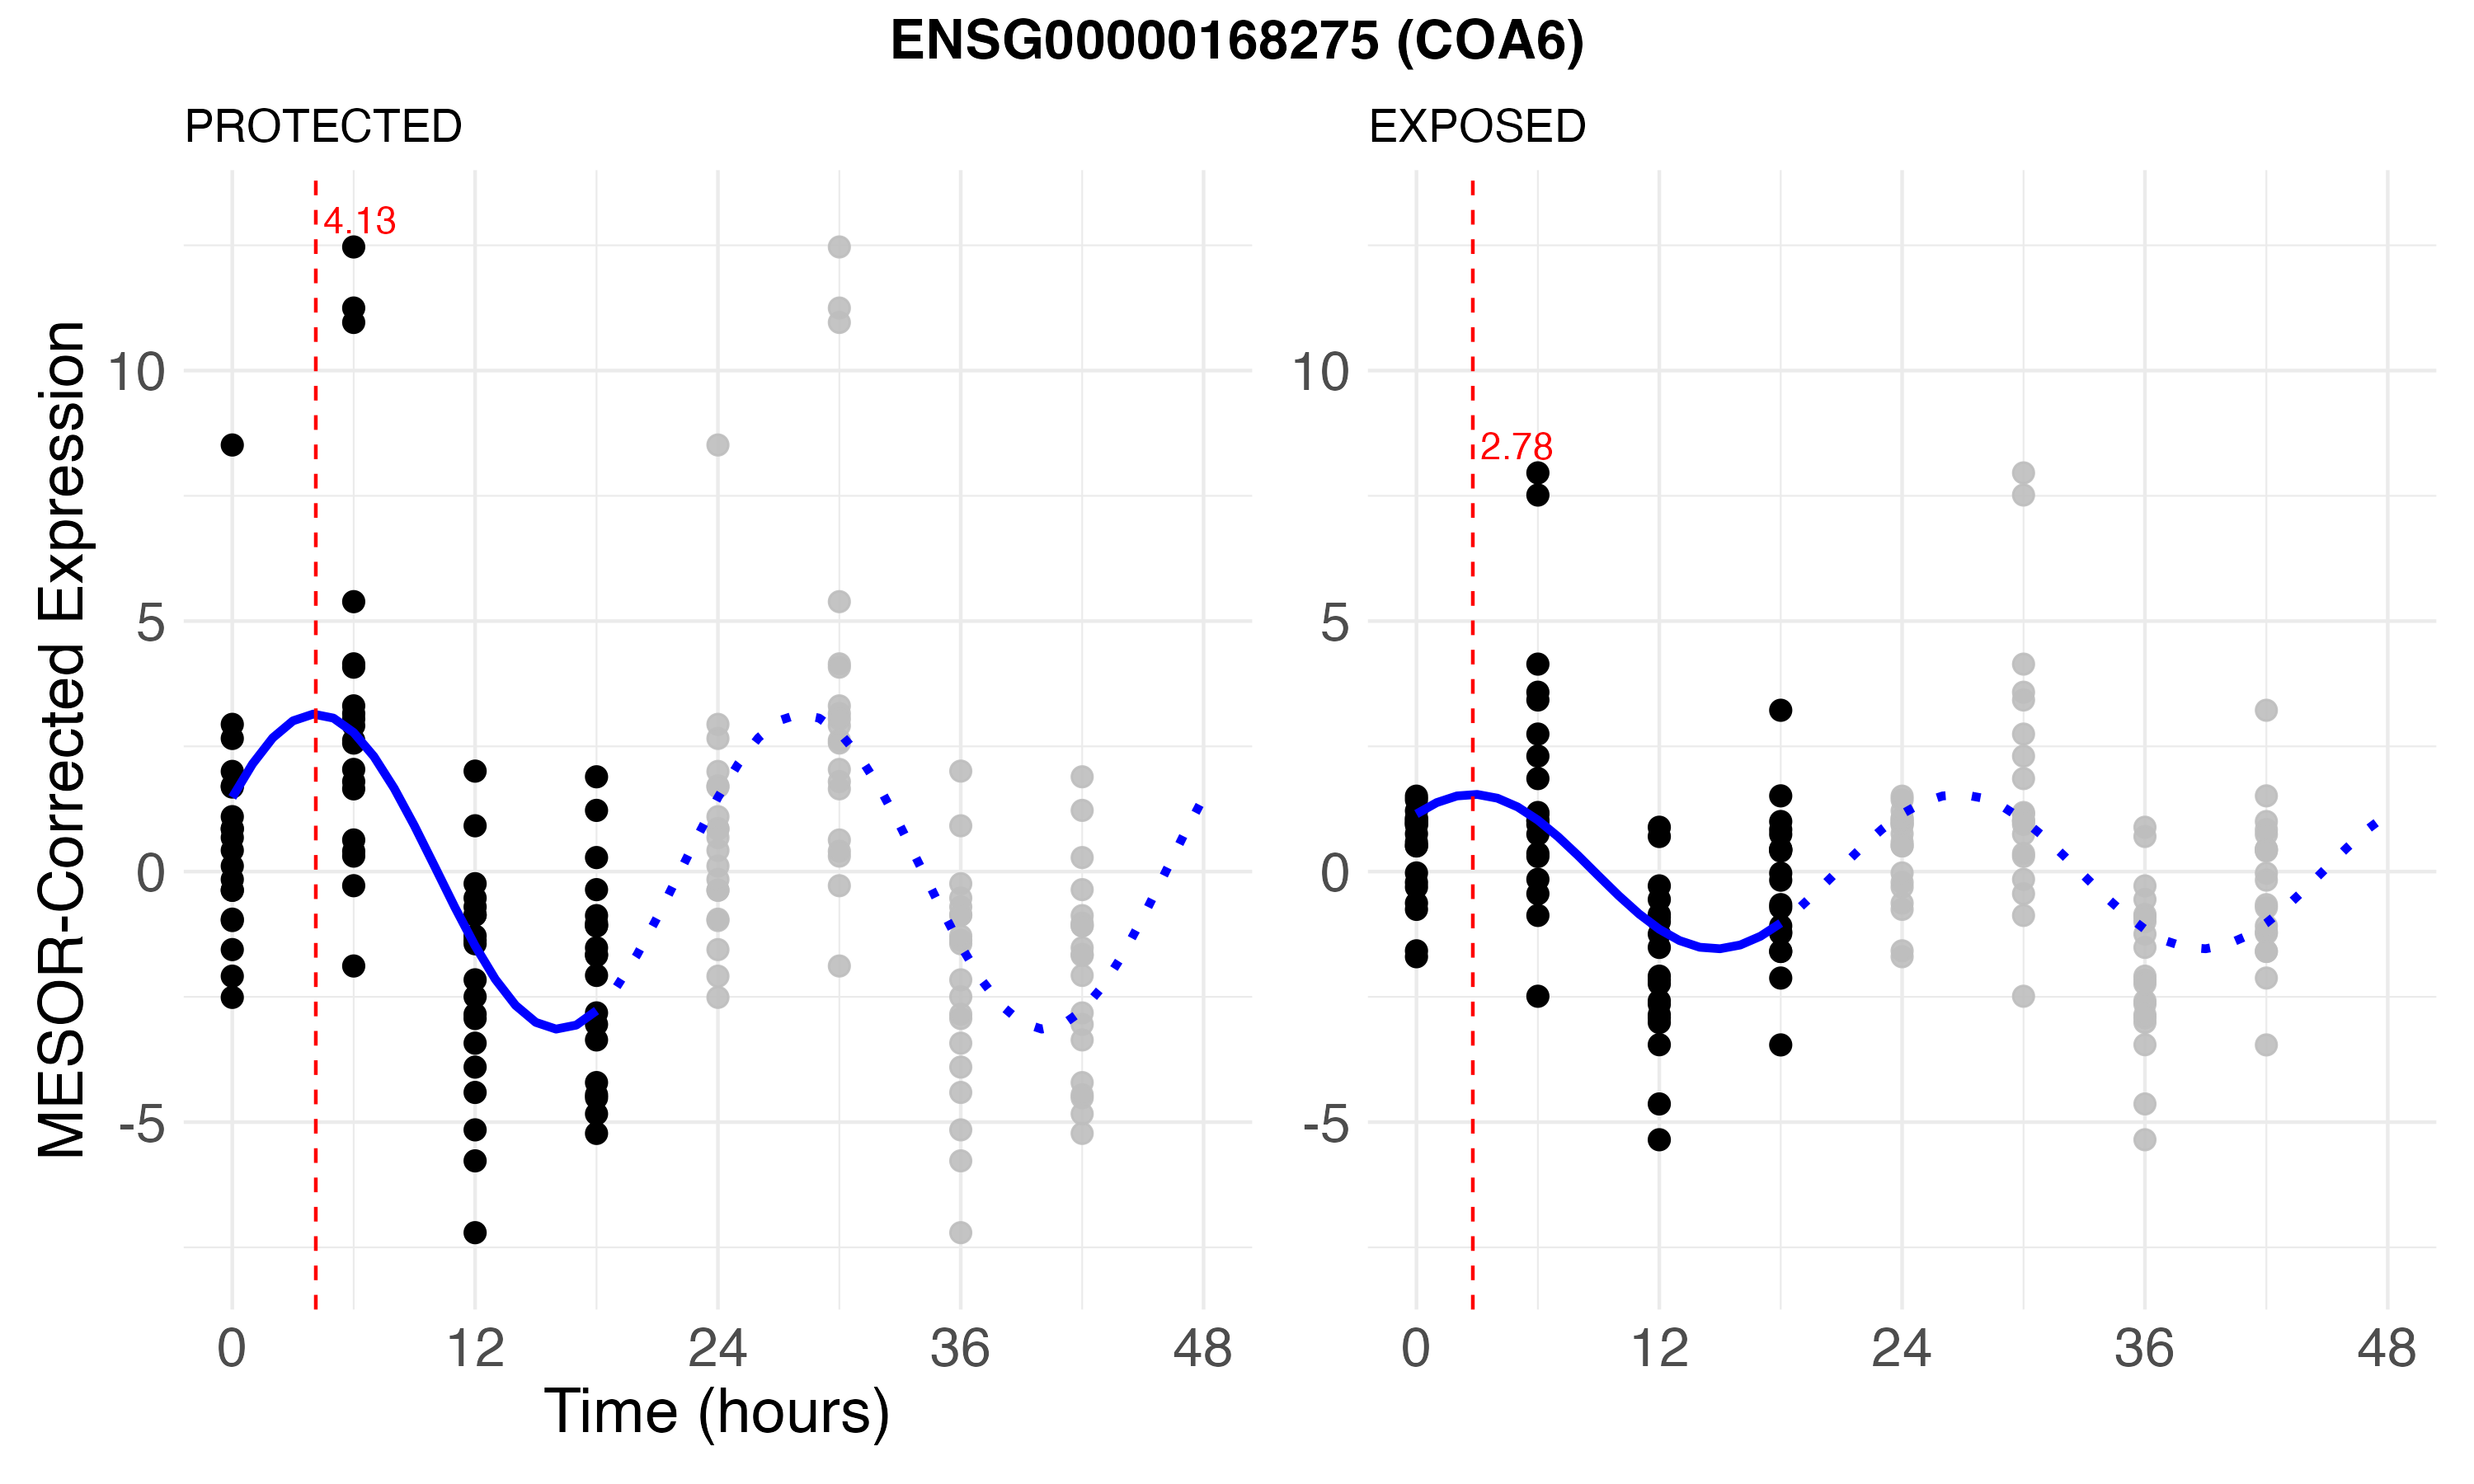 ENSG00000168275 (COA6)
PROTECTED
EXPOSED
4.13
2.78
MESOR-Corrected Expression
10
5
0
-5
10
5
0
-5
0 12 24 36 48
0 12 24 36 48
Time (hours)